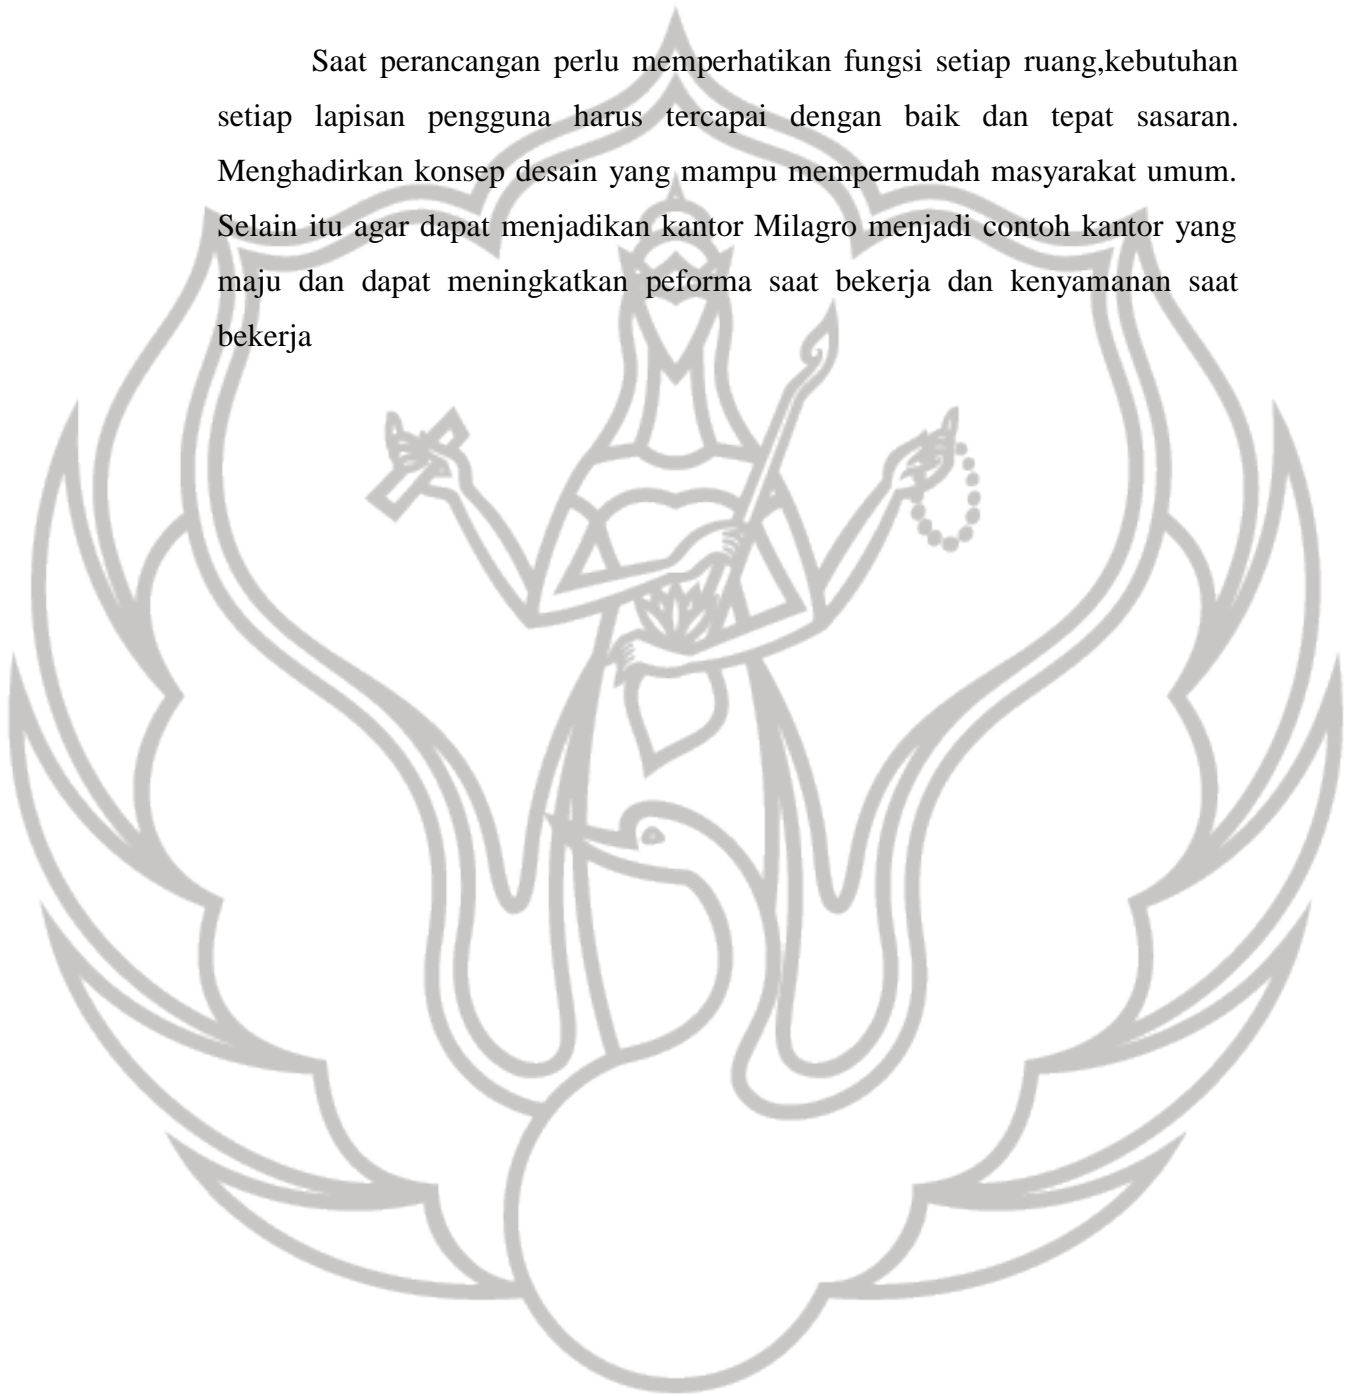 Saat perancangan perlu memperhatikan fungsi setiap ruang,kebutuhan
setiap lapisan pengguna harus tercapai dengan baik dan tepat sasaran.
Menghadirkan konsep desain yang mampu mempermudah masyarakat umum.
Selain itu agar dapat menjadikan kantor Milagro menjadi contoh kantor yang
maju dan dapat meningkatkan peforma saat bekerja dan kenyamanan saat
bekerja